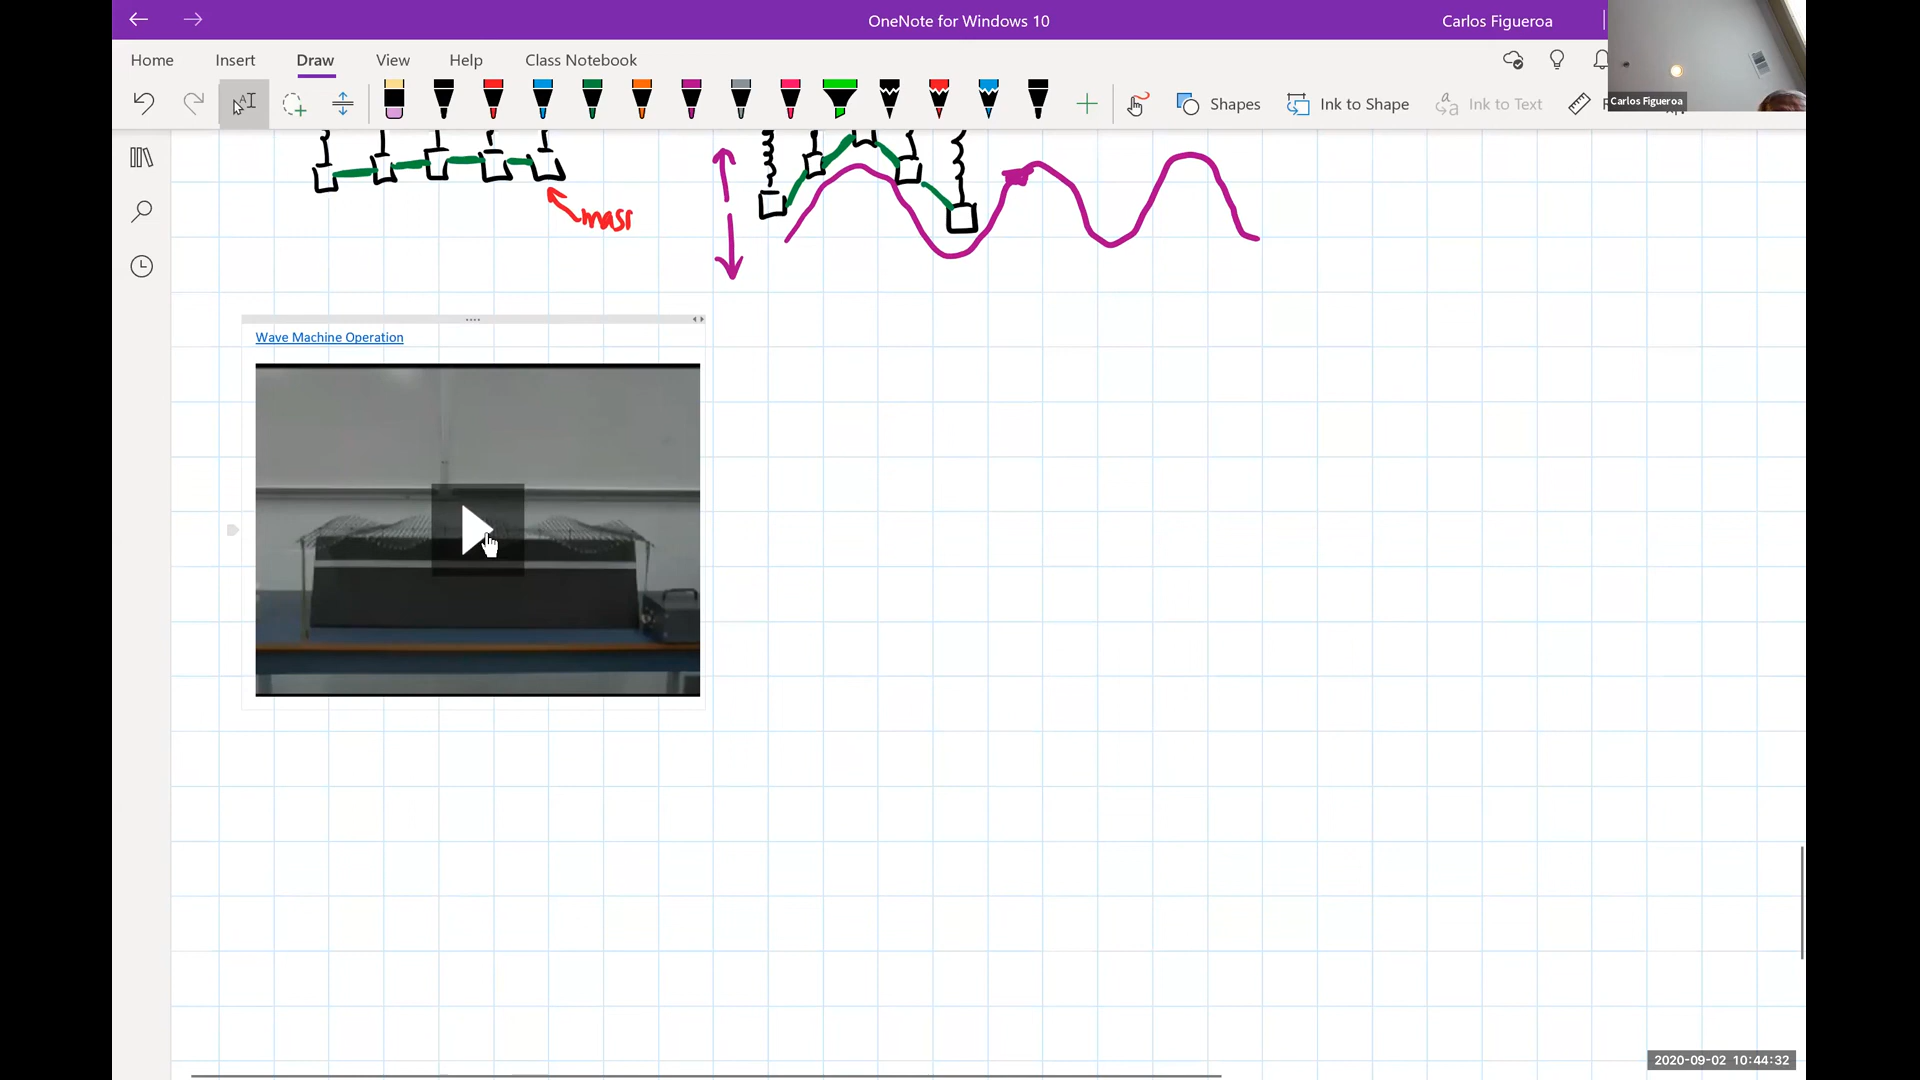 OneNote for Windows 10
Carlos Figueroa
Home
Insert
Draw
View
Help
Class Notebook
Shapes
Ink to Shape
Ink to Text
Carlos Figueroa
mass
Wave Machine Operation
2020-09-02 10:44:32